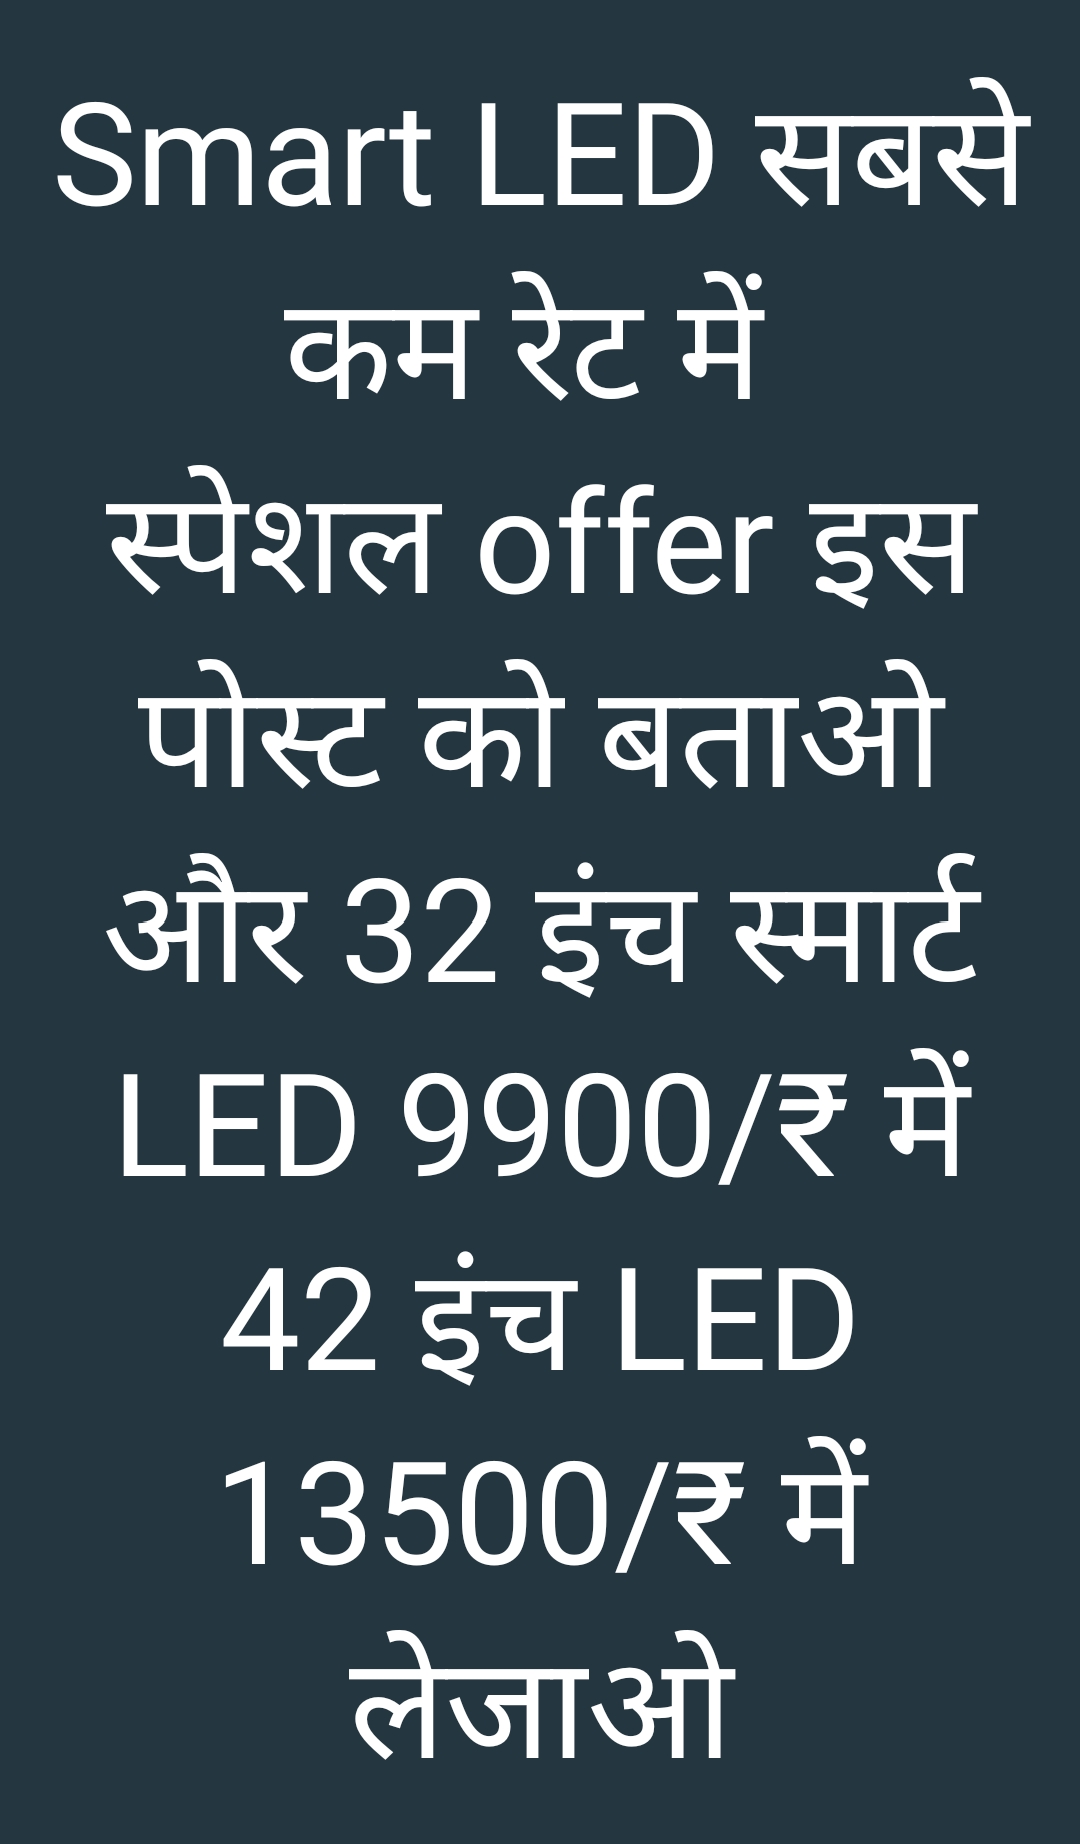 Smart LED सबसे
कम रेट में
स्पेशल offer इस
पोस्ट को बताओ
और 32 इंच स्मार्ट
LED 9900/₹ में
42 इंच LED
13500/₹ में
लेजाओ